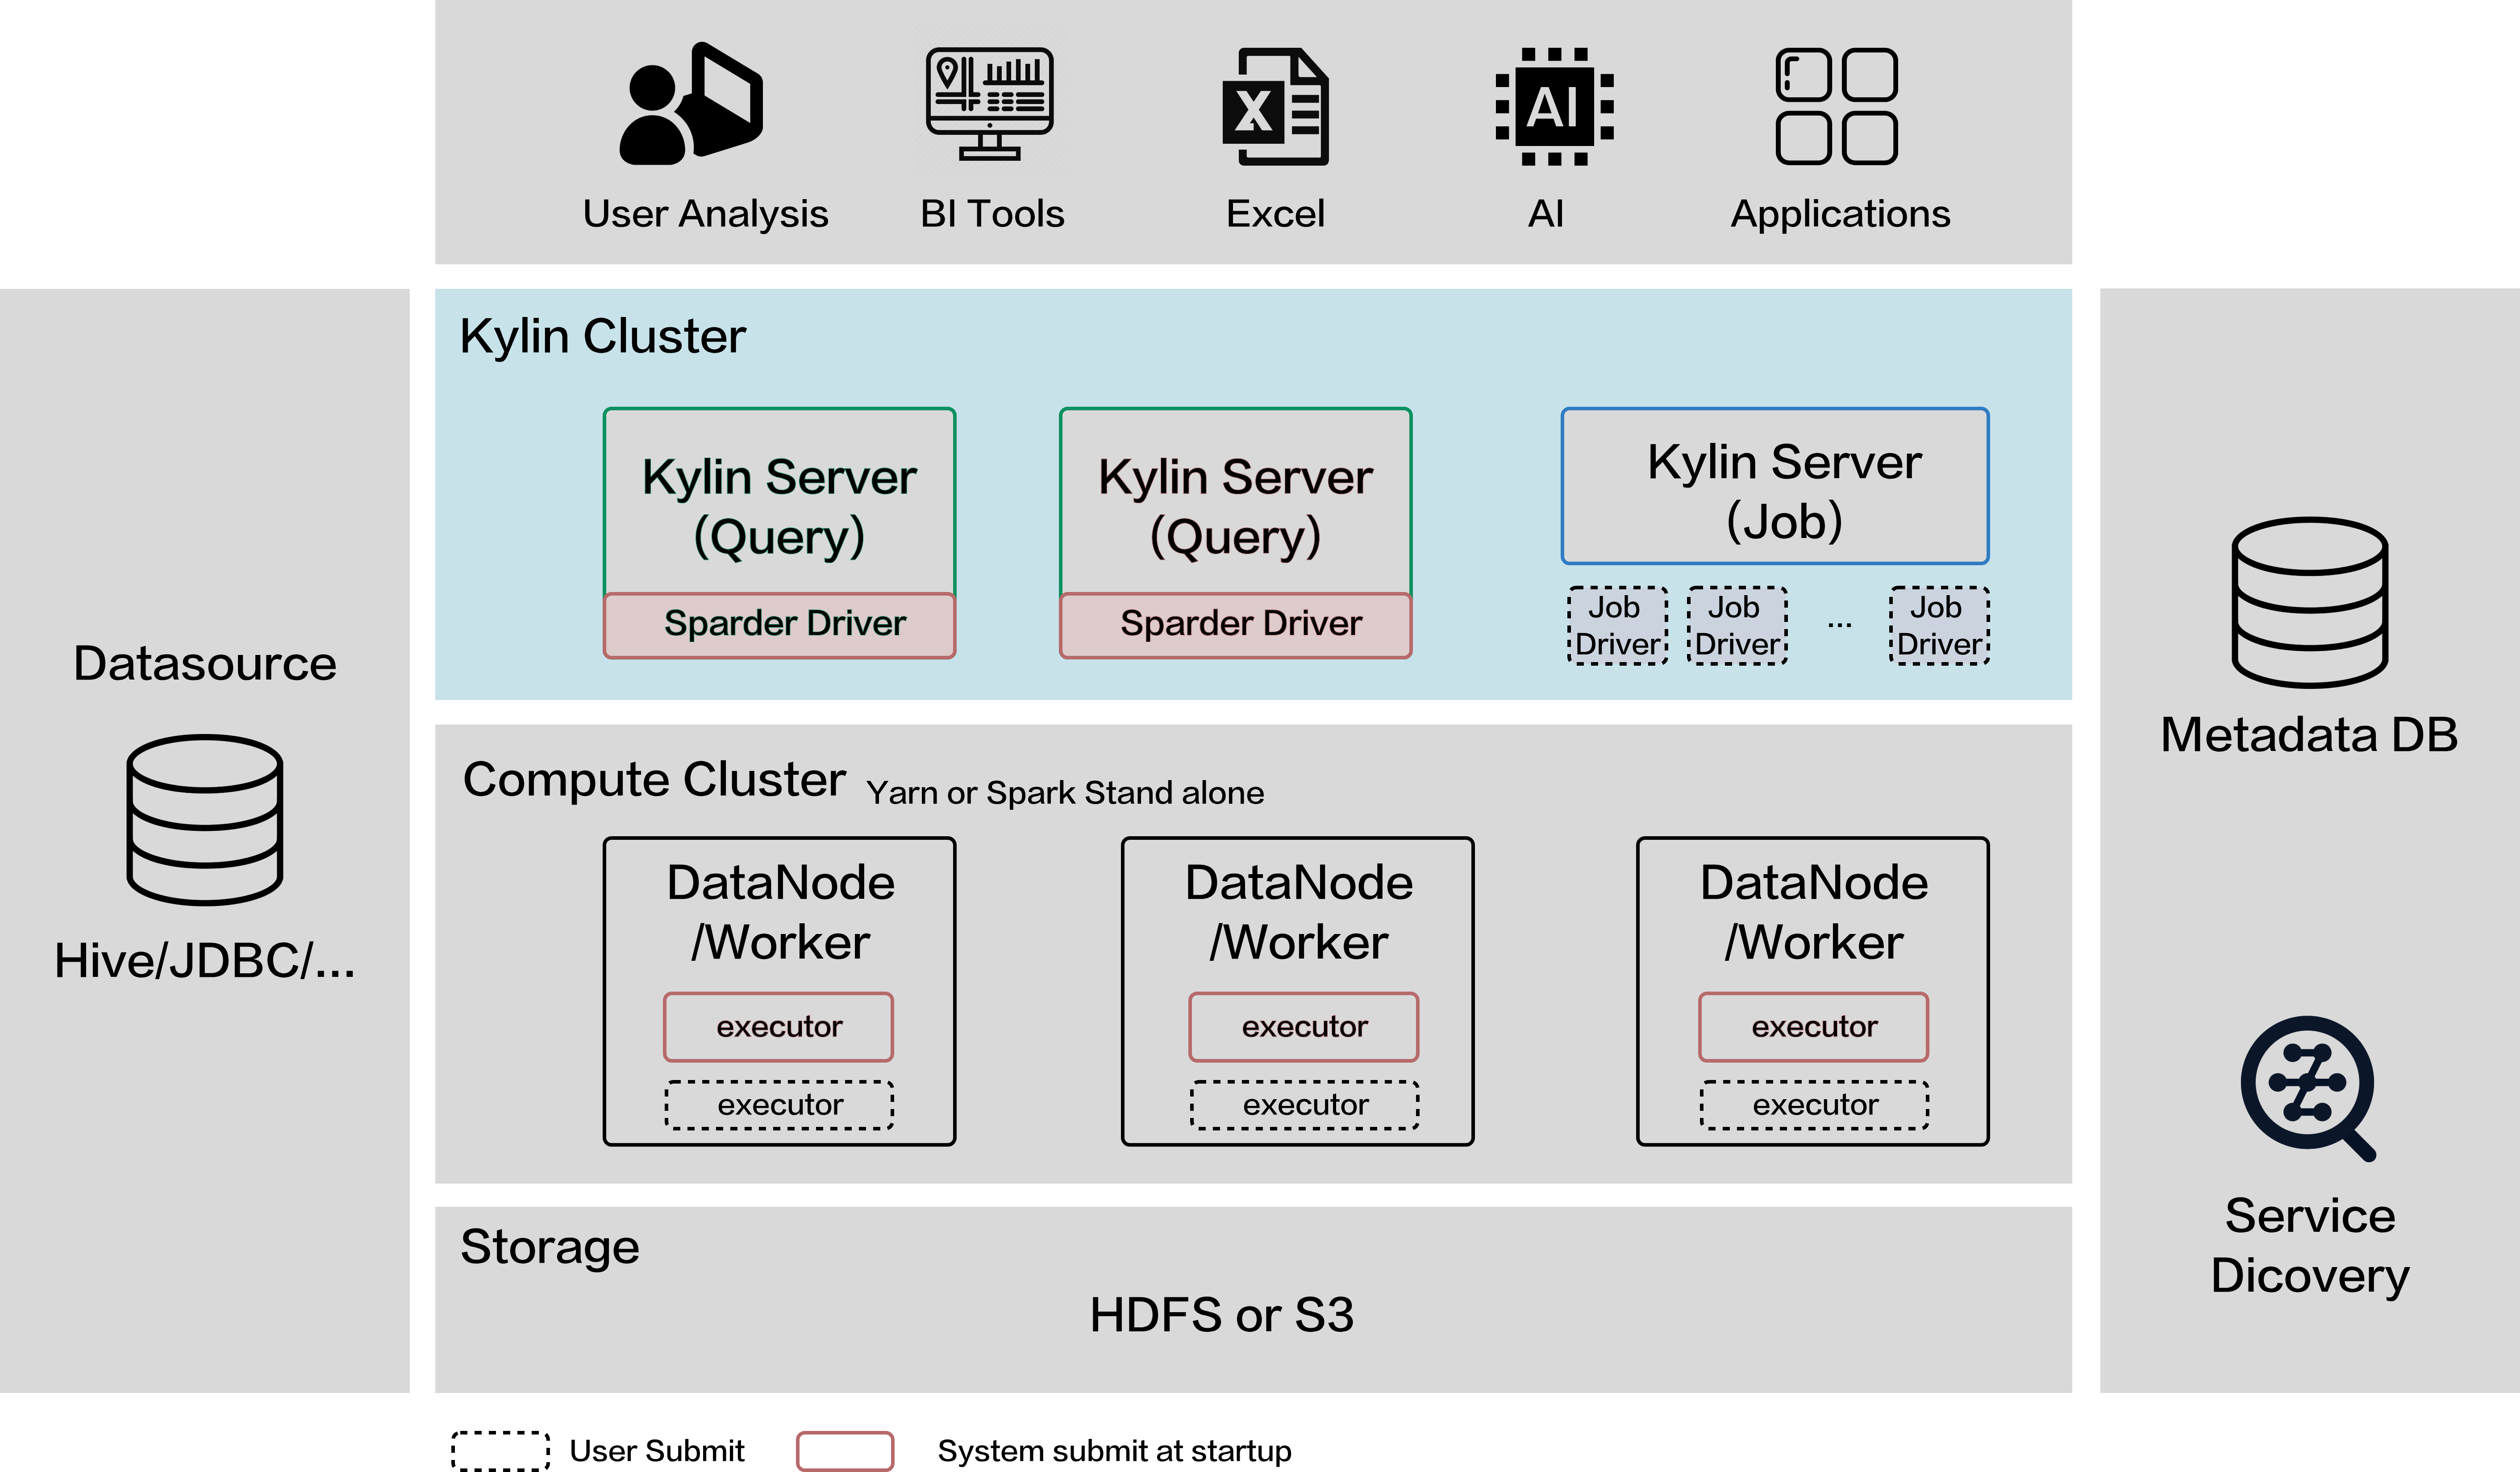 User Analysis
BI Tools
X
Excel
AI
AI
Applications
Datasource
Hive/JDBC/...
Kylin Cluster
Kylin Server
(Query)
Sparder Driver
Kylin Server
(Query)
Sparder Driver
Kylin Server
(Job)
Job
Driver
Job
Driver
...
Job
Driver
Compute Cluster Yarn or Spark Stand alone
DataNode
/Worker
executor
executor
DataNode
/Worker
executor
executor
DataNode
/Worker
executor
executor
Storage
HDFS or S3
Metadata DB
Service
Dicovery
User Submit
System submit at startup